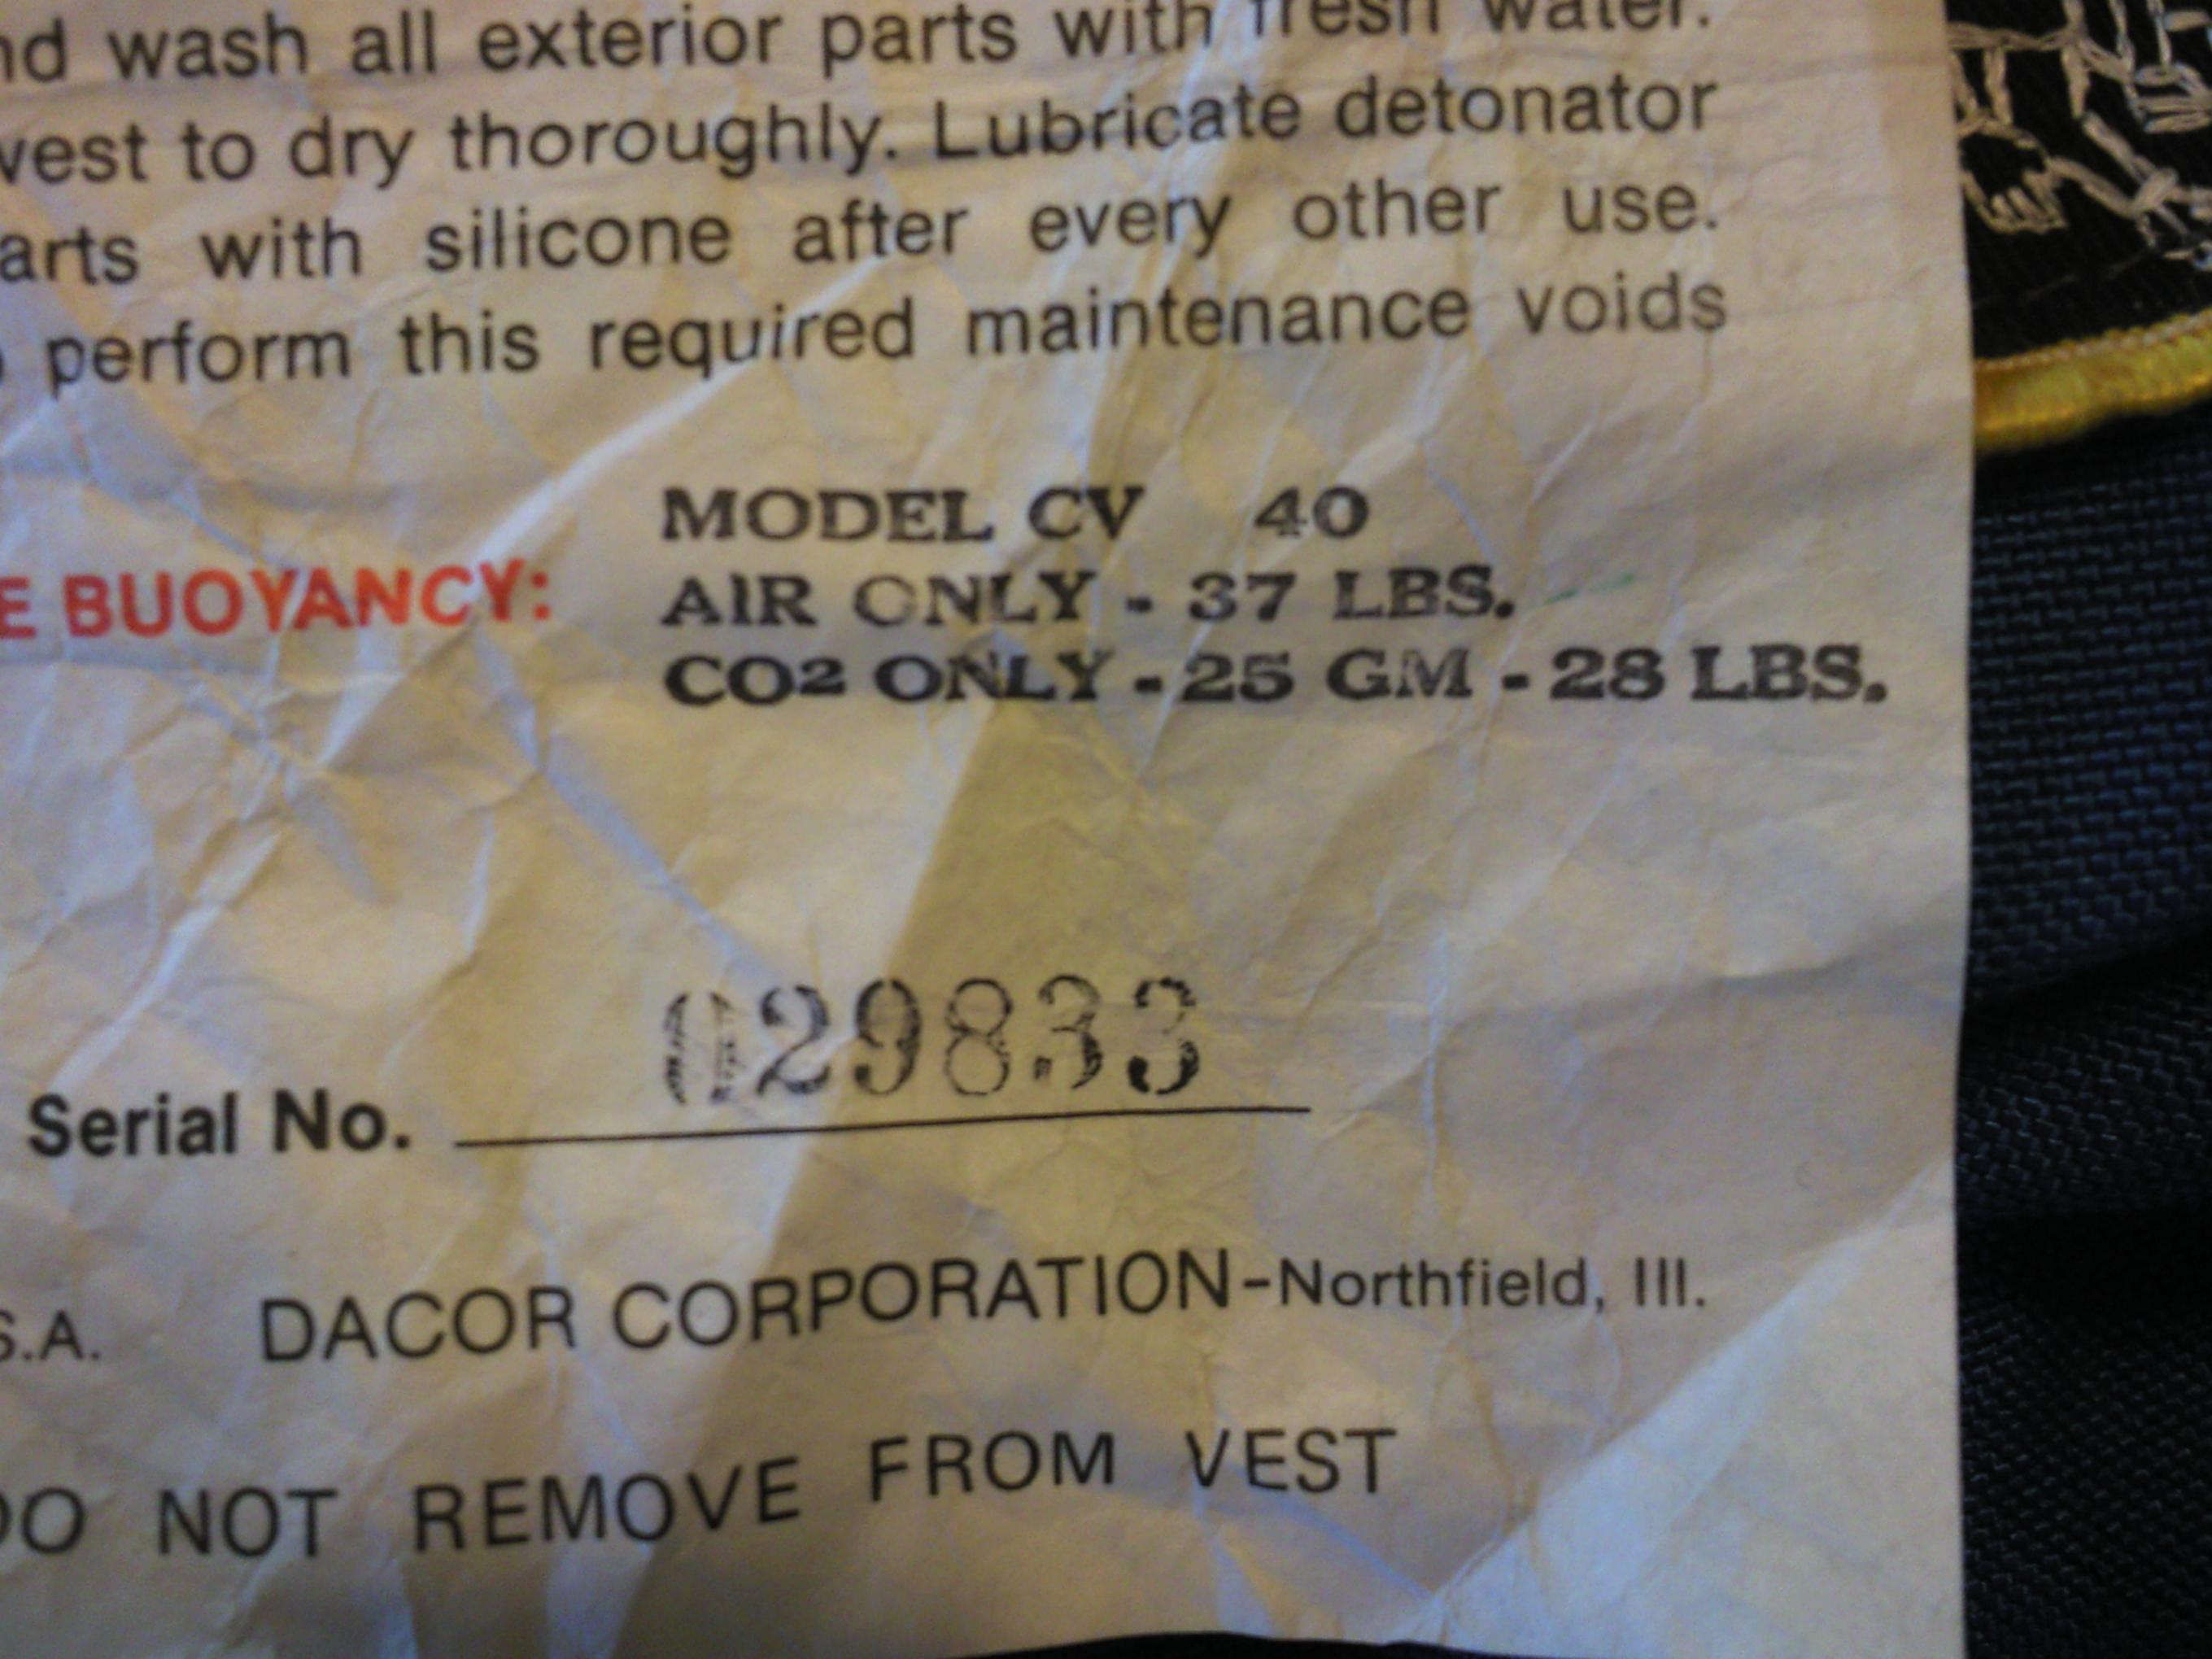 nd wash all exterior parts with fresh water.
vest to dry thoroughly. Lubricate detonator
arts with silicone after every other use.
perform this required maintenance voids
MODEL CV 40
E BUOYANCY: AIR ONLY - 37 LBS.
CO2 ONLY - 25 GM - 28 LBS.
Serial No. 029833
S.A. DACOR CORPORATION-Northfield, Ill.
DO NOT REMOVE FROM VEST